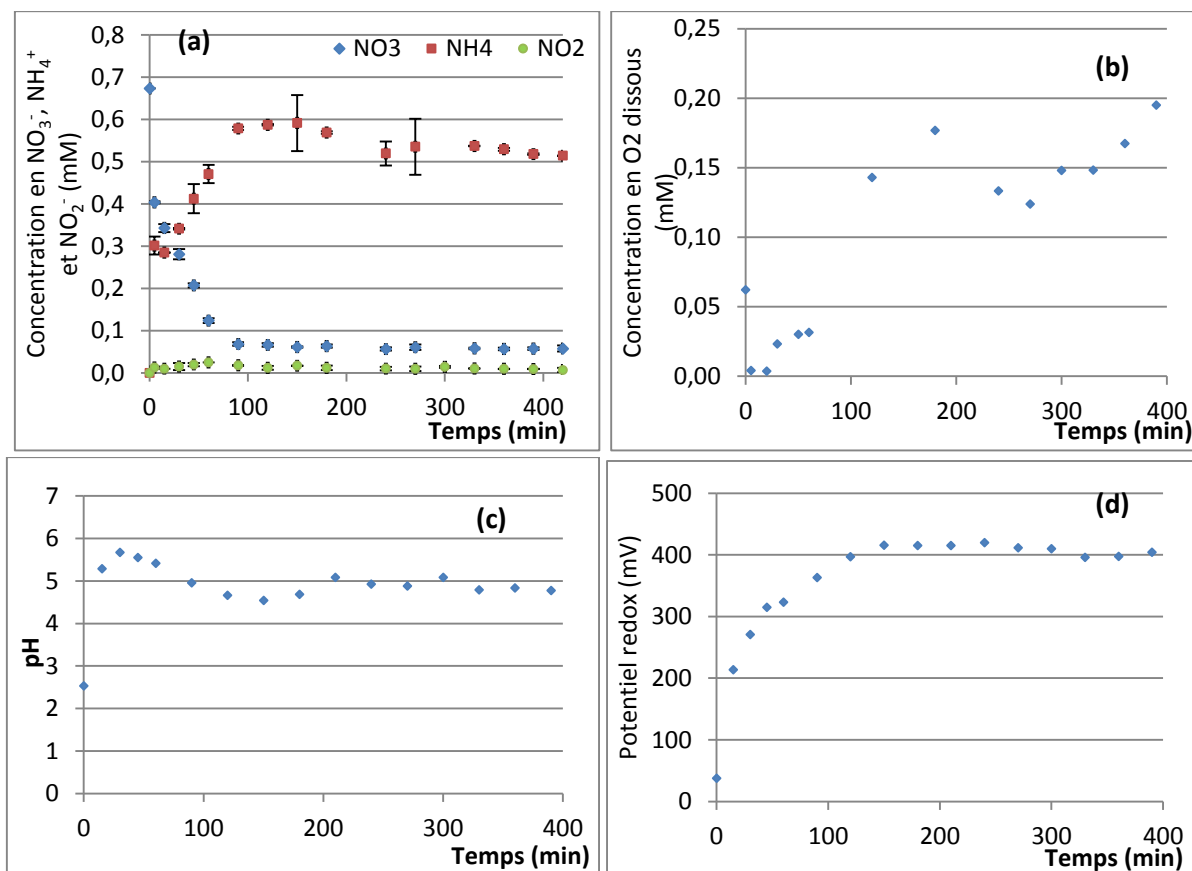 (a)
NO3 NH4 NO2
Concentration en NO₃⁻, NH₄⁺
et NO₂⁻ (mM)
0,8
0,7
0,6
0,5
0,4
0,3
0,2
0,1
0,0
0 100 200 300 400
Temps (min)
(b)
Concentration en O2 dissous
(mM)
0,25
0,20
0,15
0,10
0,05
0,00
0 100 200 300 400
Temps (min)
(c)
pH
7
6
5
4
3
2
1
0
0 100 200 300 400
Temps (min)
(d)
Potentiel redox (mV)
500
400
300
200
100
0
0 100 200 300 400
Temps (min)